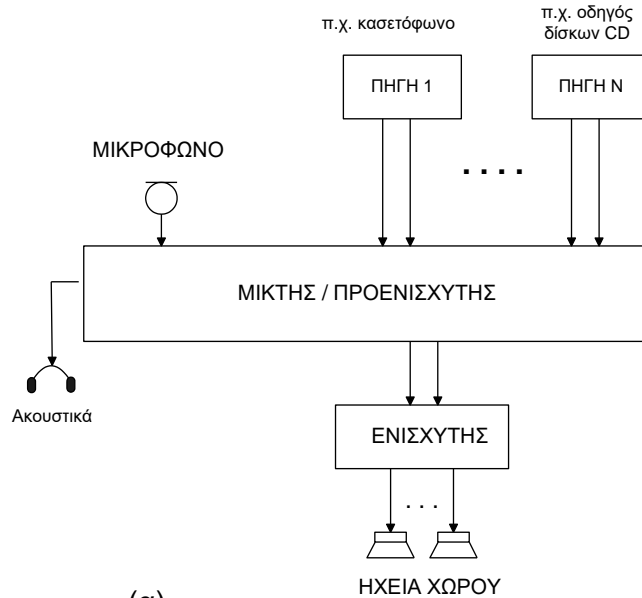 π.χ. κασετόφωνο
π.χ. οδηγός
δίσκων CD
ΠΗΓΗ 1
ΠΗΓΗ Ν
ΜΙΚΡΟΦΩΝΟ
. . . .
ΜΙΚΤΗΣ / ΠΡΟΕΝΙΣΧΥΤΗΣ
Ακουστικά
ΕΝΙΣΧΥΤΗΣ
. . .
ΗΧΕΙΑ ΧΩΡΟΥ
(α)